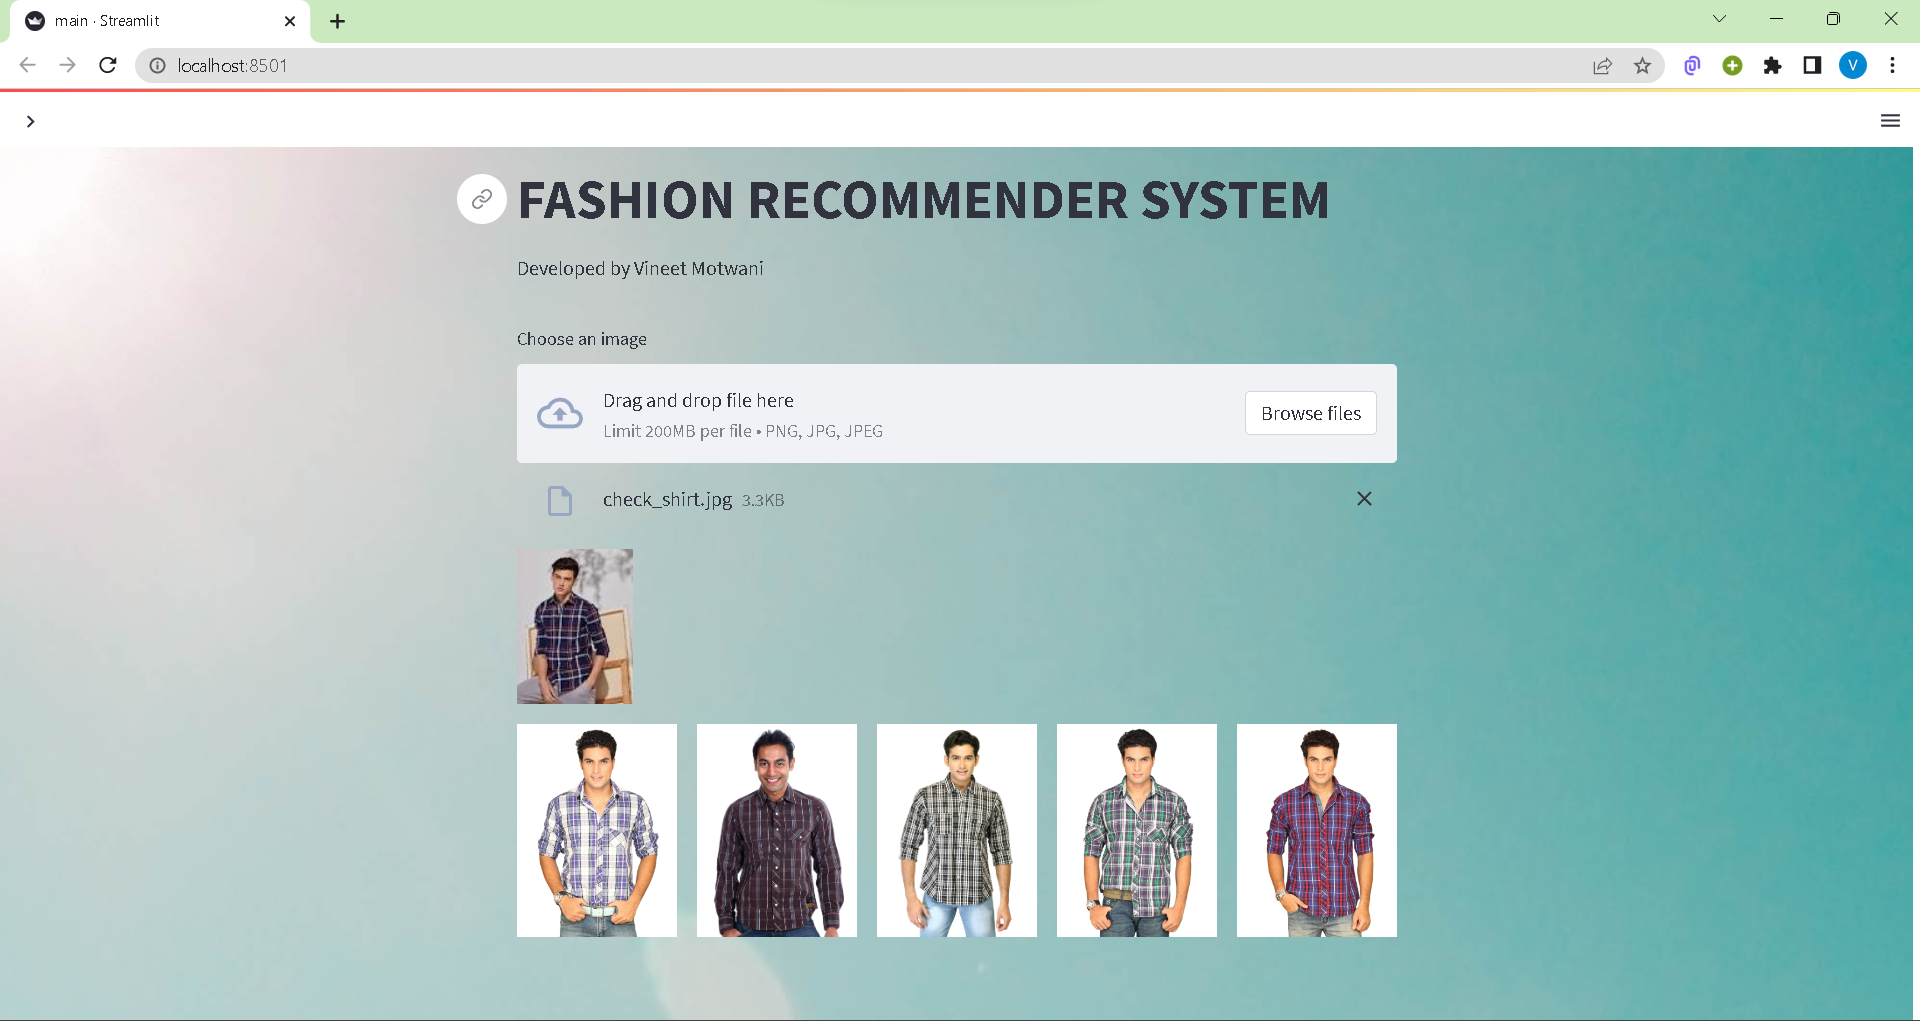 main · Streamlit
localhost:8501
V
FASHION RECOMMENDER SYSTEM
Developed by Vineet Motwani
Choose an image
Drag and drop file here
Limit 200MB per file • PNG, JPG, JPEG
Browse files
check_shirt.jpg 3.3KB